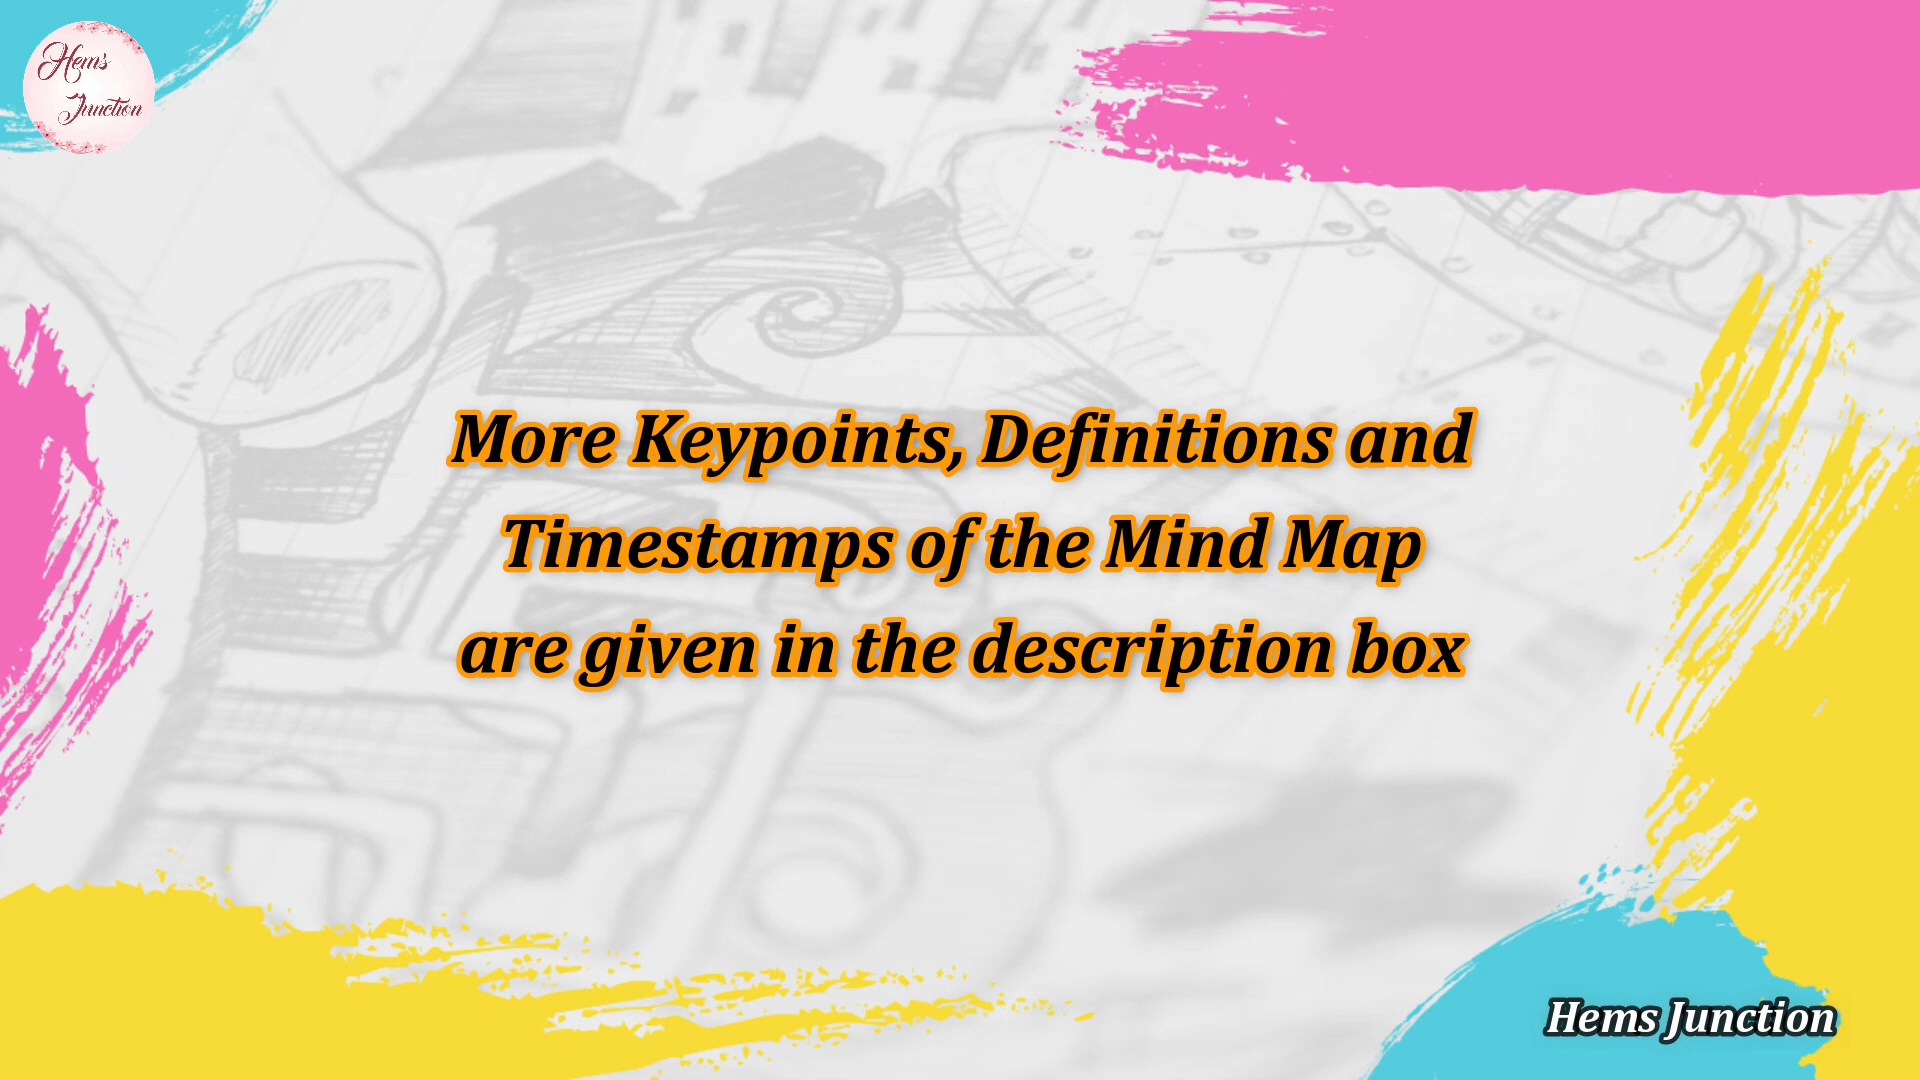 Hems
Junction
More Keypoints, Definitions and
Timestamps of the Mind Map
are given in the description box
Hems Junction